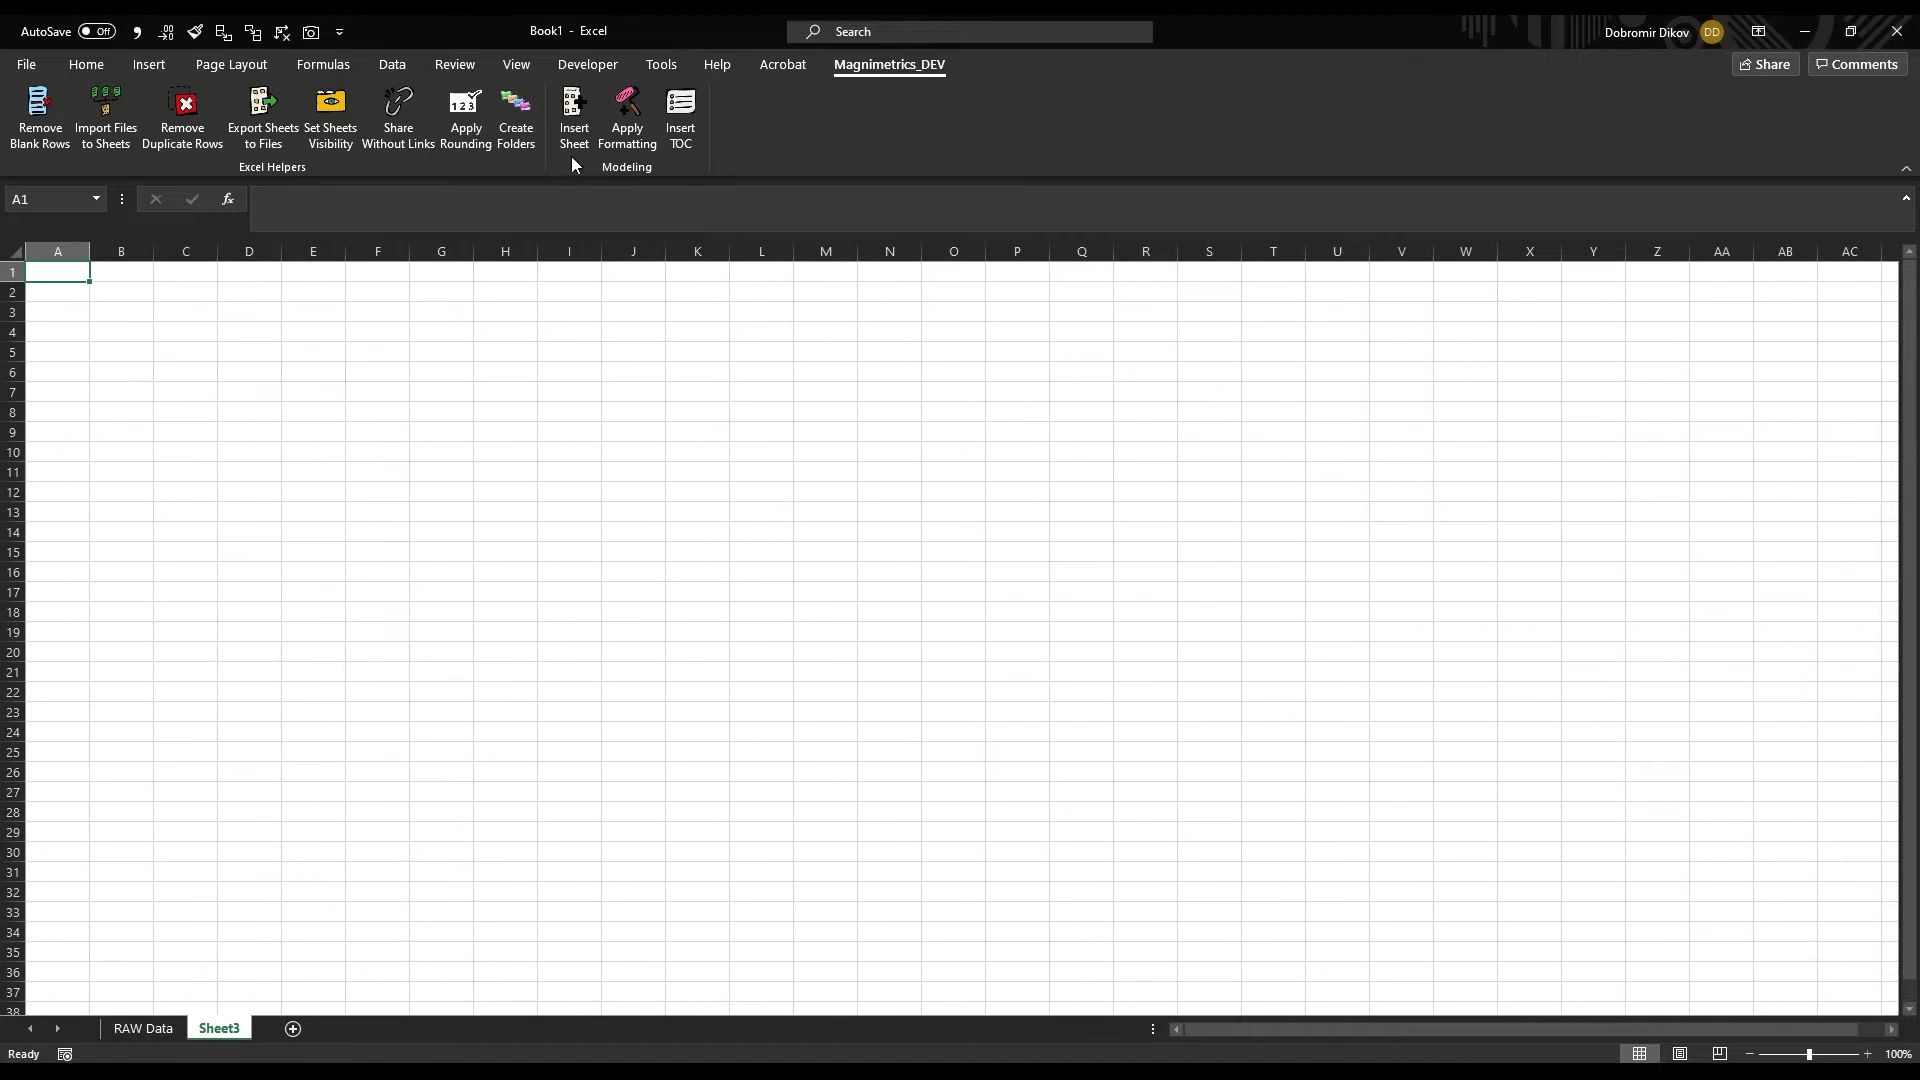 AutoSave Off
Book1 - Excel
Search
Dobromir Dikov DD
File Home Insert Page Layout Formulas Data Review View Developer Tools Help Acrobat Magnimetrics_DEV
Share Comments
Remove Blank Rows
Import Files to Sheets
Remove Duplicate Rows
Export Sheets to Files
Set Sheets Visibility
Share Without Links
123
Apply Rounding
Create Folders
Insert Sheet
Apply Formatting
Insert TOC
Excel Helpers
Modeling
A1
fx
A B C D E F G H I J K L M N O P Q R S T U V W X Y Z AA AB AC
1
2
3
4
5
6
7
8
9
10
11
12
13
14
15
16
17
18
19
20
21
22
23
24
25
26
27
28
29
30
31
32
33
34
35
36
37
38
RAW Data Sheet3
Ready
100%